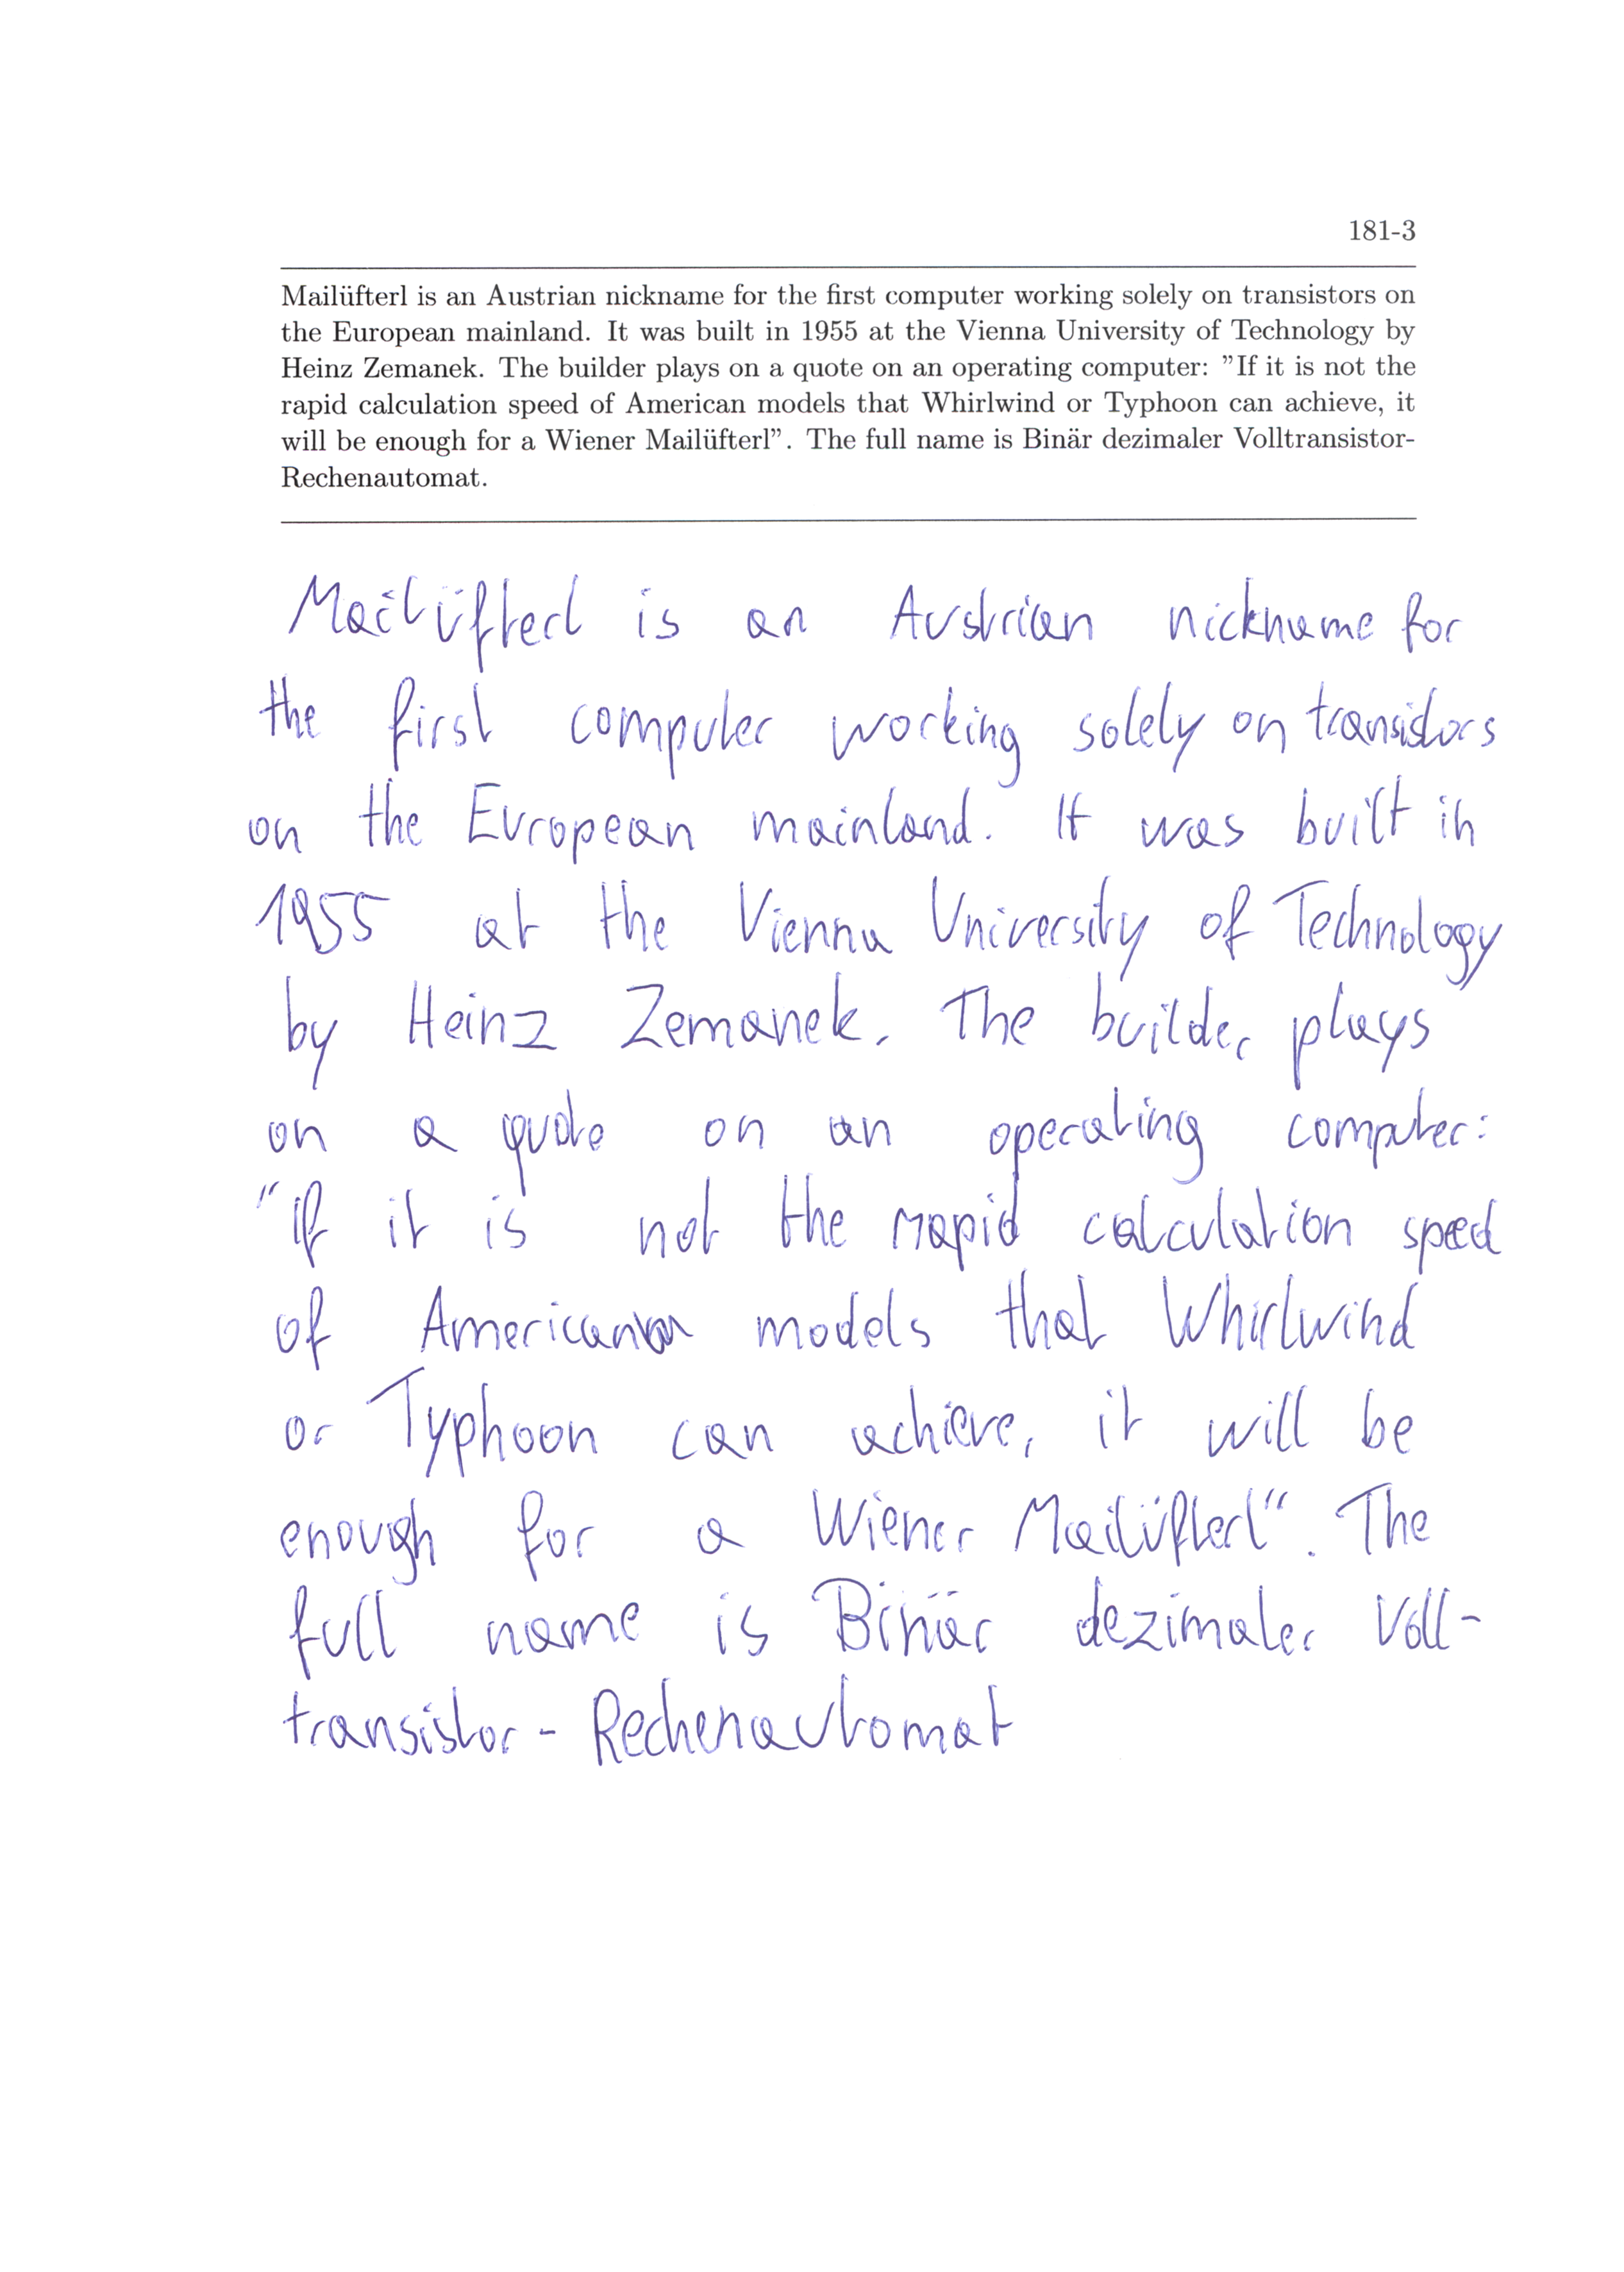 181-3
Mailüfterl is an Austrian nickname for the first computer working solely on transistors on
the European mainland. It was built in 1955 at the Vienna University of Technology by
Heinz Zemanek. The builder plays on a quote on an operating computer: ”If it is not the
rapid calculation speed of American models that Whirlwind or Typhoon can achieve, it
will be enough for a Wiener Mailüfterl”. The full name is Binär dezimaler Volltransistor-
Rechenautomat.
Mailüfterl is an Austrian nickname for
the first computer working solely on transistors
on the European mainland. It was built in
1955 at the Vienna University of Technology
by Heinz Zemanek. The builder plays
on a quote on an operating computer:
"If it is not the rapid calculation speed
of American models that Whirlwind
or Typhoon can achieve, it will be
enough for a Wiener Mailüfterl“. The
full name is Binär dezimaler Voll-
transistor-Rechenautomat